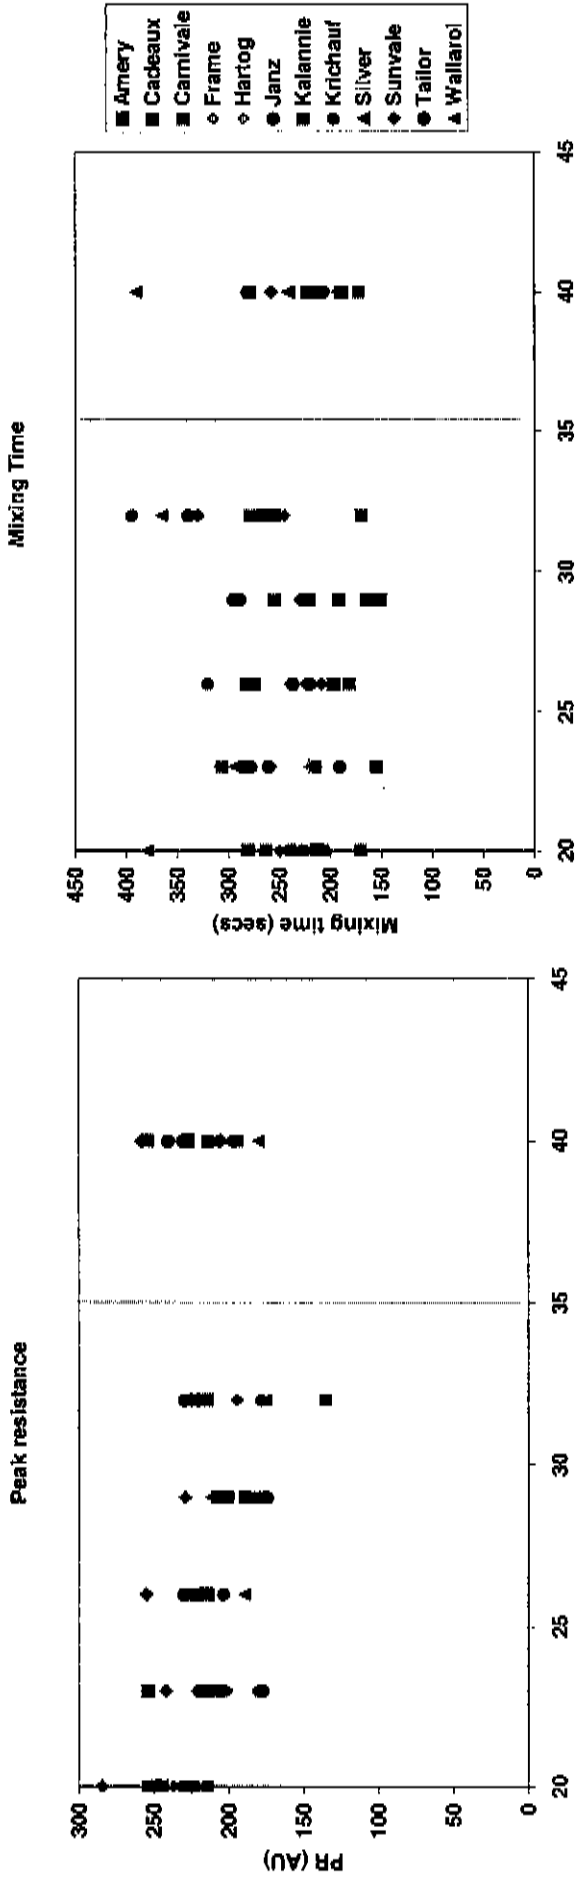 Peak resistance
PR (AU)
300
250
200
150
100
50
0
20
25
30
35
40
45
Mixing Time
Mixing time (secs)
450
400
350
300
250
200
150
100
50
0
20
25
30
35
40
45
Amery
Cadeaux
Carnivale
Frame
Hartog
Janz
Kalannie
Krichauf
Silver
Sunvale
Tailor
Wallaroi